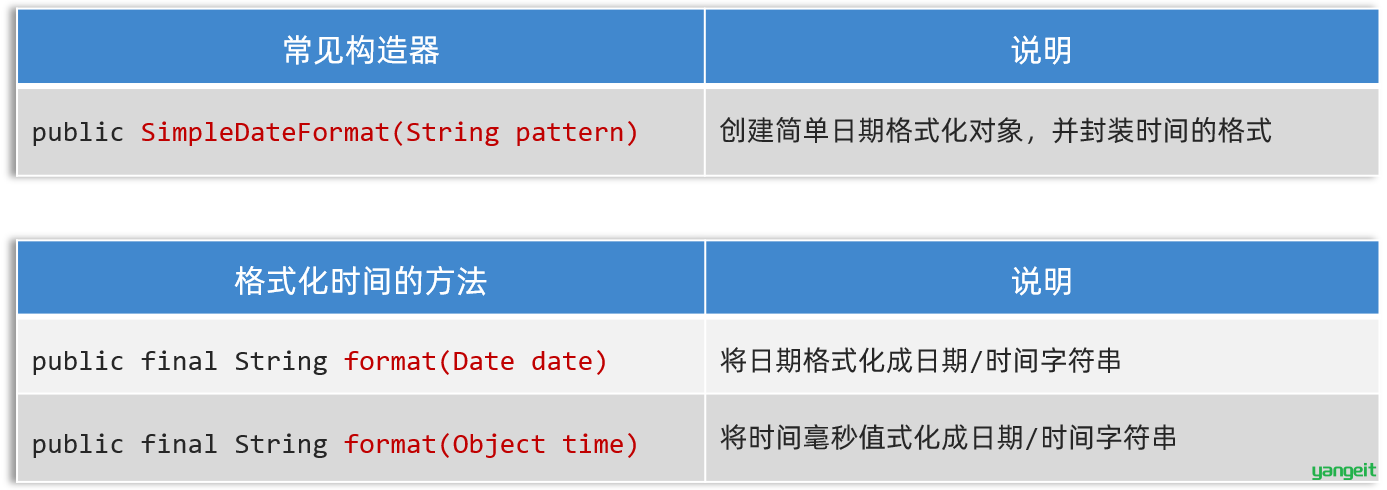 常见构造器 说明
public SimpleDateFormat(String pattern) 创建简单日期格式化对象，并封装时间的格式
格式化时间的方法 说明
public final String format(Date date) 将日期格式化成日期/时间字符串
public final String format(Object time) 将时间毫秒值式化成日期/时间字符串
yangeit